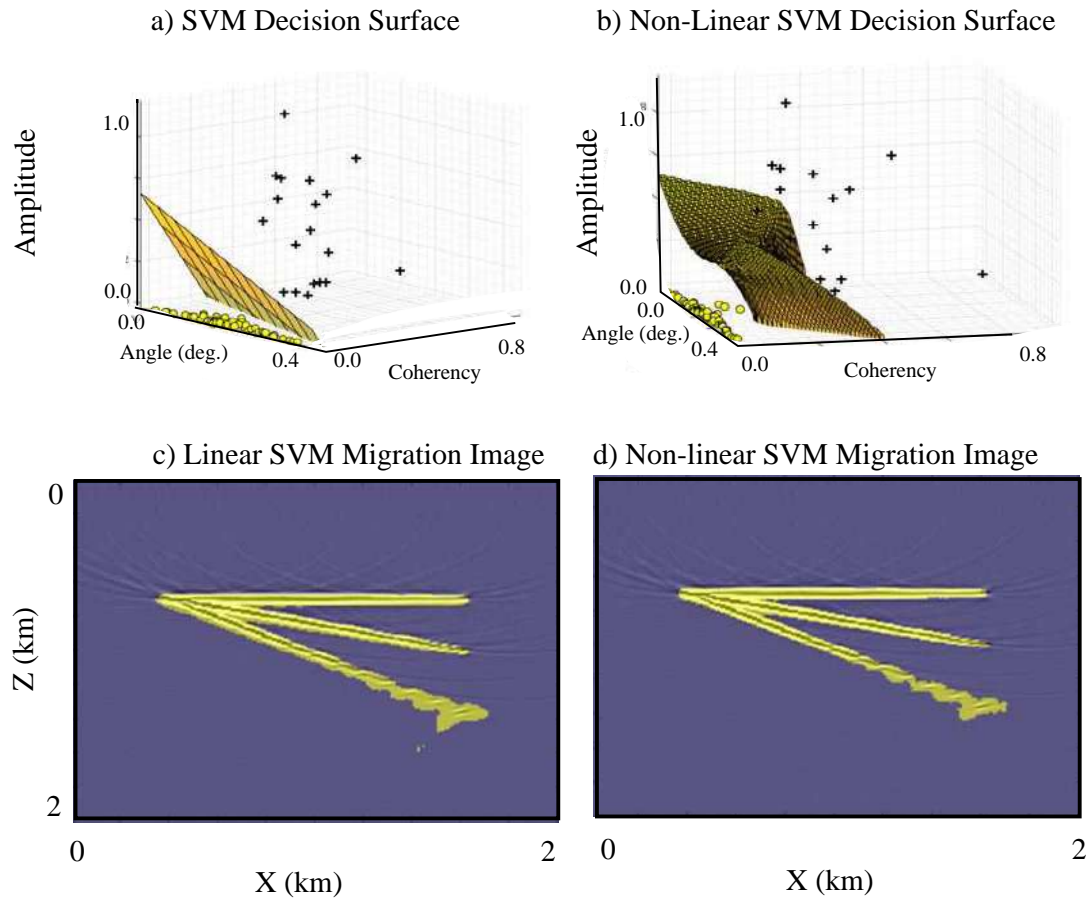 a) SVM Decision Surface
b) Non-Linear SVM Decision Surface
Amplitude
1.0
0.0
0.0
Angle (deg.)
0.4
0.0
Coherency
0.8
Amplitude
1.0
0.0
0.0
Angle (deg.)
0.4
0.0
Coherency
0.8
c) Linear SVM Migration Image
d) Non-linear SVM Migration Image
0
Z (km)
2
0
2
X (km)
0
2
X (km)